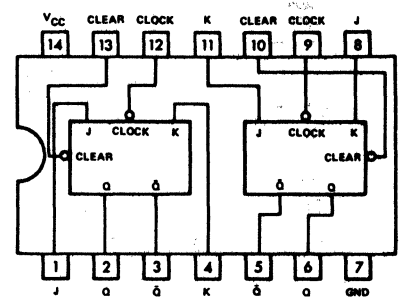 VCC CLEAR CLOCK K CLEAR CLOCK J
14 13 12 11 10 9 8
J CLOCK K J CLOCK K
CLEAR CLEAR
Q Q̄ Q̄ Q
1 2 3 4 5 6 7
J Q Q̄ K Q̄ Q GND